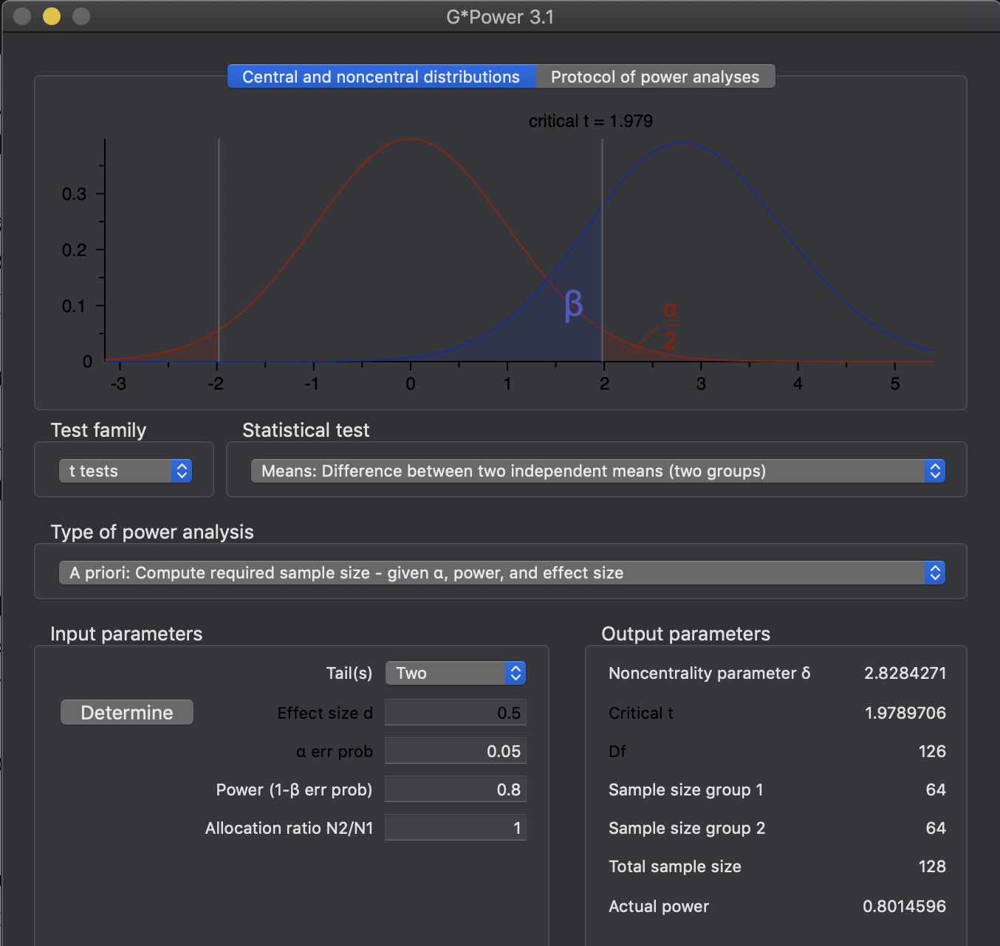 G*Power 3.1
Central and noncentral distributions Protocol of power analyses
critical t = 1.979
0.3
0.2
0.1
0
β
α
2
-3 -2 -1 0 1 2 3 4 5
Test family
Statistical test
t tests
Means: Difference between two independent means (two groups)
Type of power analysis
A priori: Compute required sample size - given α, power, and effect size
Input parameters
Tail(s) Two
Determine
Effect size d 0.5
α err prob 0.05
Power (1-β err prob) 0.8
Allocation ratio N2/N1 1
Output parameters
Noncentrality parameter δ 2.8284271
Critical t 1.9789706
Df 126
Sample size group 1 64
Sample size group 2 64
Total sample size 128
Actual power 0.8014596